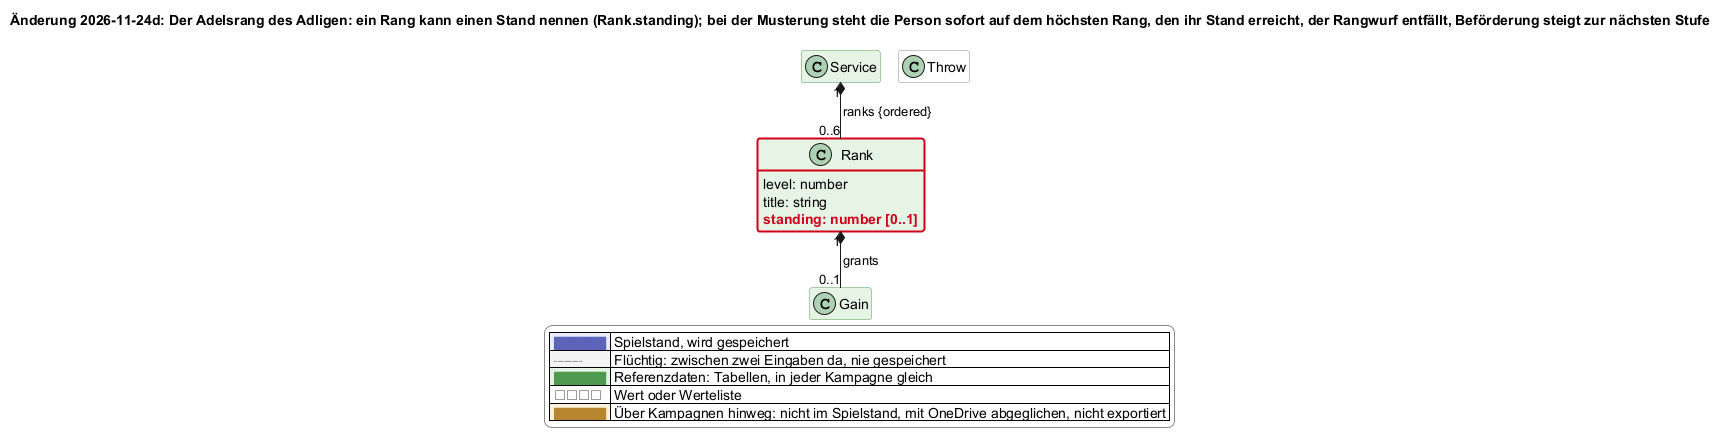 Änderung 2026-11-24d: Der Adelsrang des Adligen: ein Rang kann einen Stand nennen (Rank.standing); bei der Musterung steht die Person sofort auf dem höchsten Rang, den ihr Stand erreicht, der Rangwurf entfällt, Beförderung steigt zur nächsten Stufe
C Service
C Throw
1
ranks {ordered}
0..6
C Rank
level: number
title: string
standing: number [0..1]
1
grants
0..1
C Gain
Spielstand, wird gespeichert
Flüchtig: zwischen zwei Eingaben da, nie gespeichert
Referenzdaten: Tabellen, in jeder Kampagne gleich
Wert oder Werteliste
Über Kampagnen hinweg: nicht im Spielstand, mit OneDrive abgeglichen, nicht exportiert